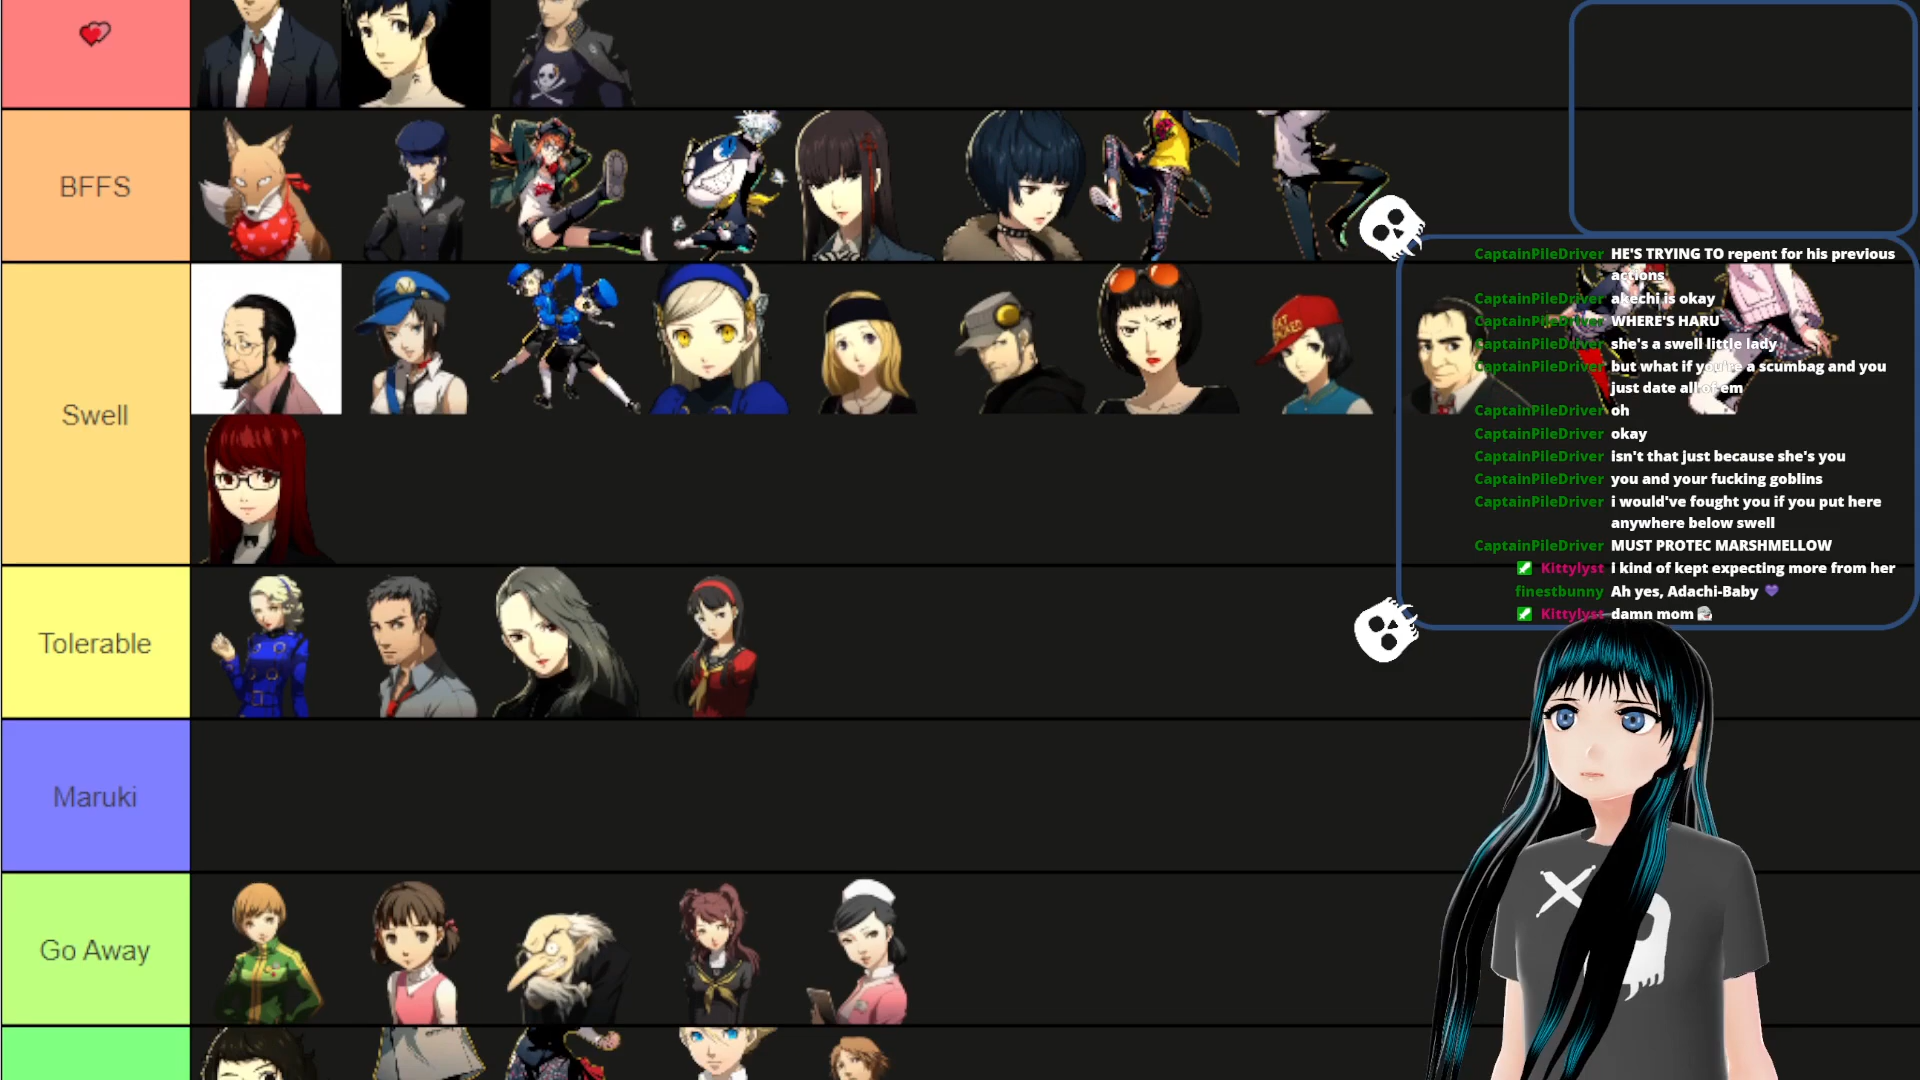 BFFS
Swell
Tolerable
Maruki
Go Away
CaptainPileDriver HE'S TRYING TO repent for his previous
actions
CaptainPileDriver akechi is okay
CaptainPileDriver WHERE'S HARU
CaptainPileDriver she's a swell little lady
CaptainPileDriver but what if you're a scumbag and you
just date all of em
CaptainPileDriver oh
CaptainPileDriver okay
CaptainPileDriver isn't that just because she's you
CaptainPileDriver you and your fucking goblins
CaptainPileDriver i would've fought you if you put here
anywhere below swell
CaptainPileDriver MUST PROTEC MARSHMELLOW
Kittylyst i kind of kept expecting more from her
finestbunny Ah yes, Adachi-Baby 💜
Kittylyst damn mom